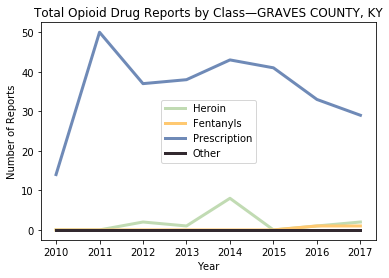 Total Opioid Drug Reports by Class—GRAVES COUNTY, KY
50
40
30
20
10
0
Number of Reports
Heroin
Fentanyls
Prescription
Other
2010 2011 2012 2013 2014 2015 2016 2017
Year